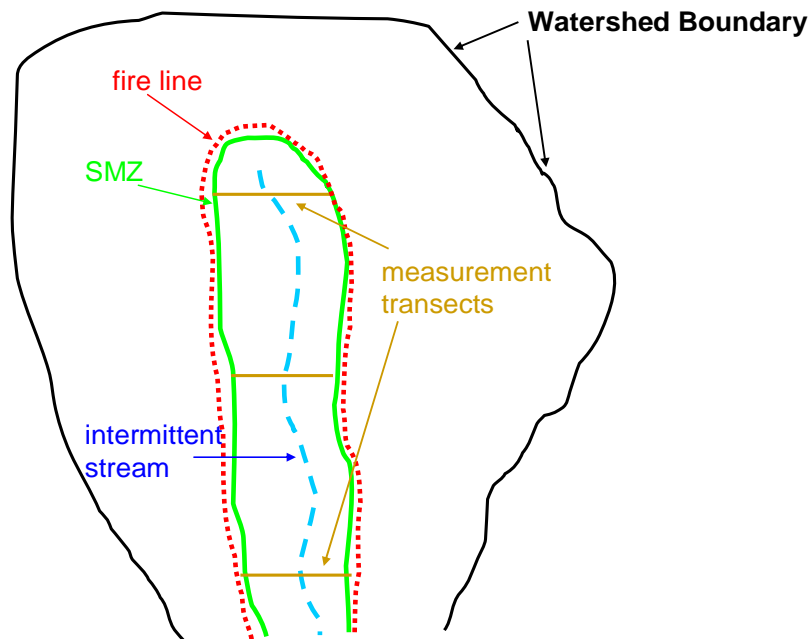 Watershed Boundary
fire line
SMZ
measurement
transects
intermittent
stream